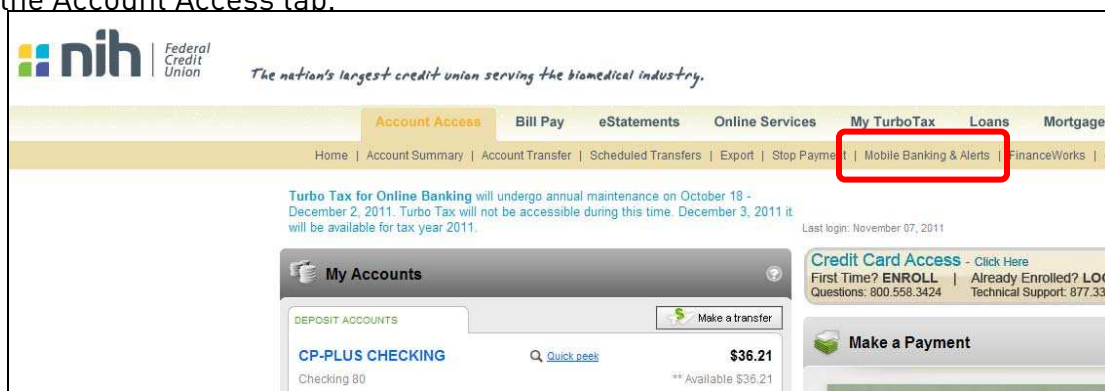 the Account Access tab.
nih Federal Credit Union
The nation's largest credit union serving the biomedical industry.
Account Access Bill Pay eStatements Online Services My TurboTax Loans Mortgage
Home | Account Summary | Account Transfer | Scheduled Transfers | Export | Stop Payment | Mobile Banking & Alerts | FinanceWorks |
Turbo Tax for Online Banking will undergo annual maintenance on October 18 -
December 2, 2011. Turbo Tax will not be accessible during this time. December 3, 2011 it
will be available for tax year 2011.
Last login: November 07, 2011
My Accounts
?
DEPOSIT ACCOUNTS
Make a transfer
CP-PLUS CHECKING Quick peek $36.21
Checking 80 ** Available $36.21
Credit Card Access - Click Here
First Time? ENROLL | Already Enrolled? LO
Questions: 800.558.3424 Technical Support: 877.33
Make a Payment